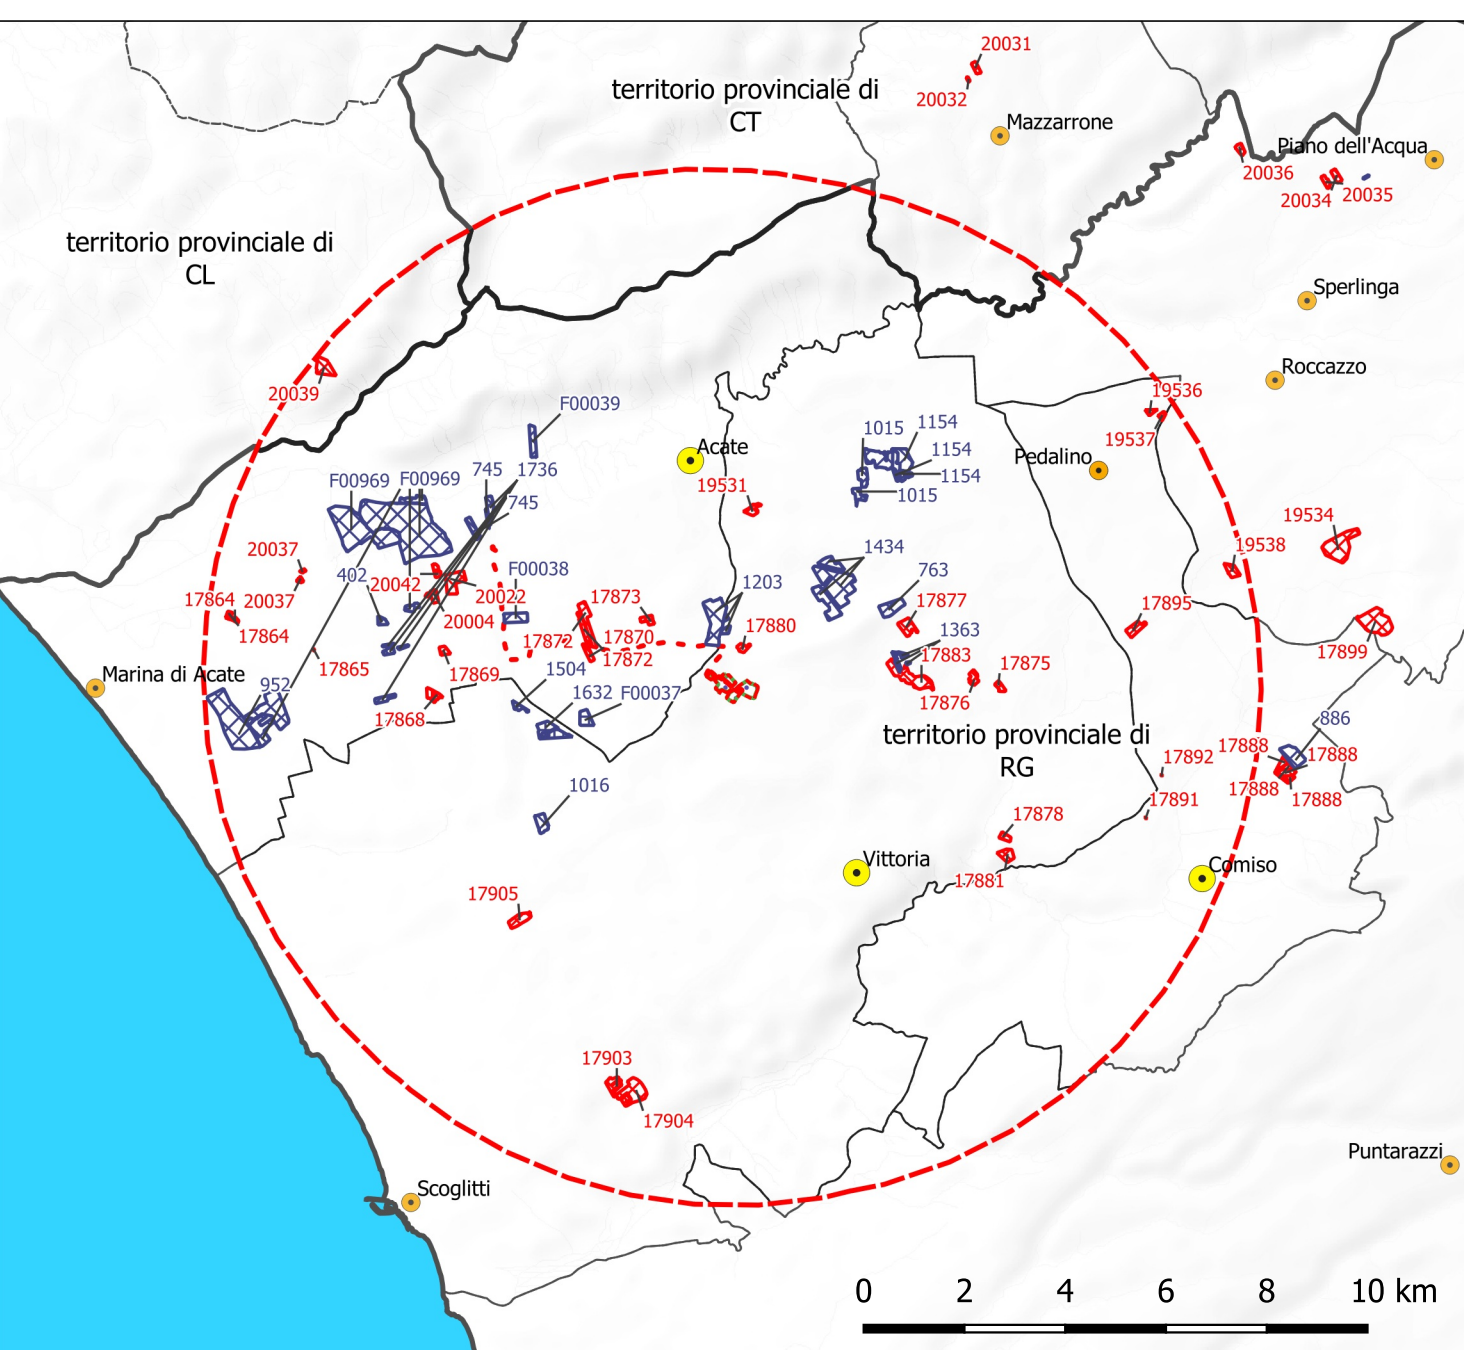 20031
territorio provinciale di
CT
20032
Mazzarrone
Piano dell'Acqua
20036
20034
20035
territorio provinciale di
CL
Sperlinga
Roccazzo
20039
19536
F00039
1015
1154
19537
Acate
Pedalino
1154
F00969
F00969
745
1736
19531
1154
1015
745
19534
20037
1434
19538
402
20042
F00038
763
1203
17864
20037
20022
17873
17877
17895
20004
17880
17864
17872
17870
1363
17899
17865
17872
17883
17875
Marina di Acate
17869
1504
952
1632
F00037
17876
17868
886
territorio provinciale di
RG
17888
17888
17892
1016
17888
17888
17891
17878
Vittoria
Comiso
17881
17905
17903
17904
Puntarazzi
Scoglitti
0 2 4 6 8 10 km